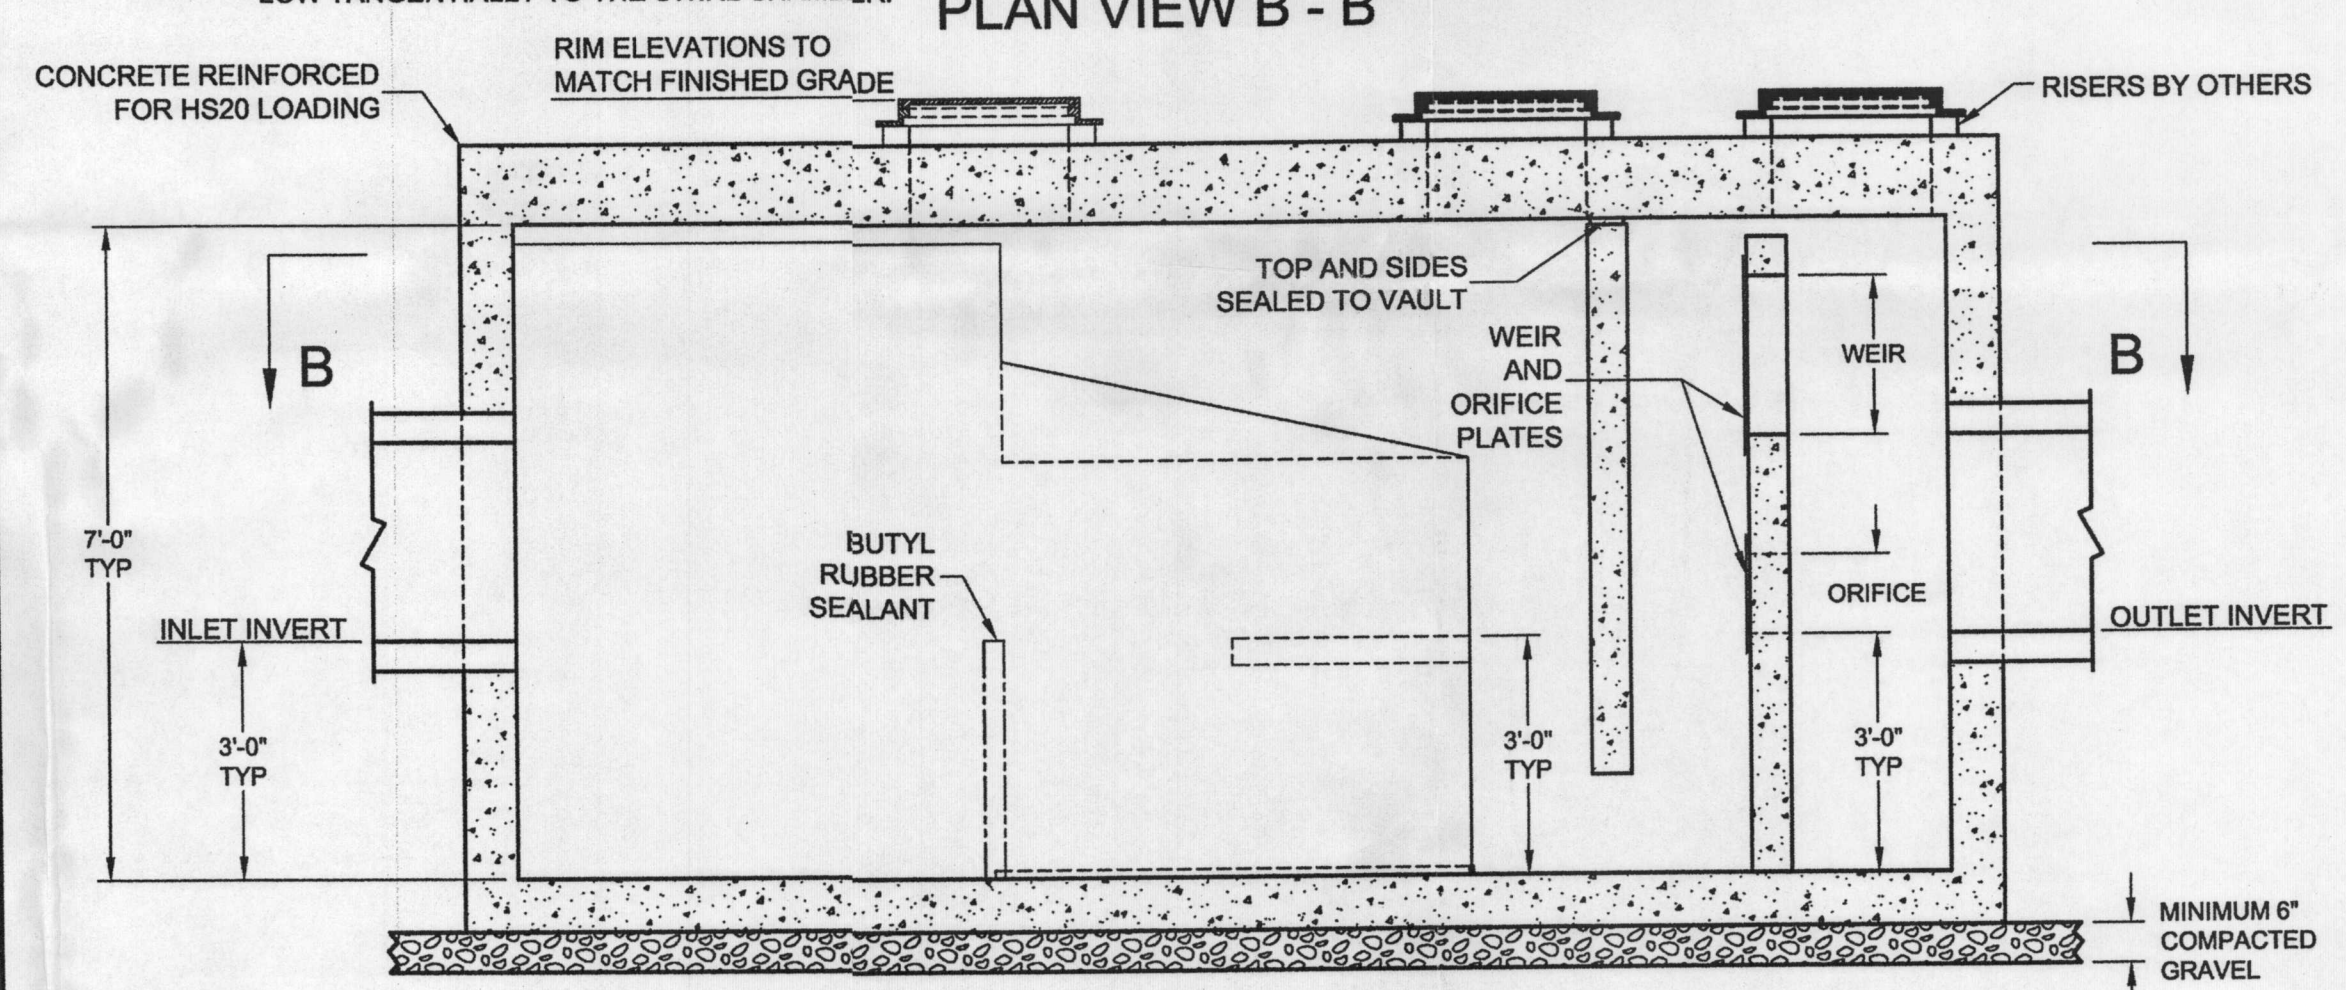 PLAN VIEW B - B
RIM ELEVATIONS TO
MATCH FINISHED GRADE
CONCRETE REINFORCED
FOR HS20 LOADING
RISERS BY OTHERS
TOP AND SIDES
SEALED TO VAULT
WEIR
AND
ORIFICE
PLATES
WEIR
B
B
7'-0"
TYP
BUTYL
RUBBER
SEALANT
ORIFICE
INLET INVERT
OUTLET INVERT
3'-0"
TYP
3'-0"
TYP
3'-0"
TYP
MINIMUM 6"
COMPACTED
GRAVEL